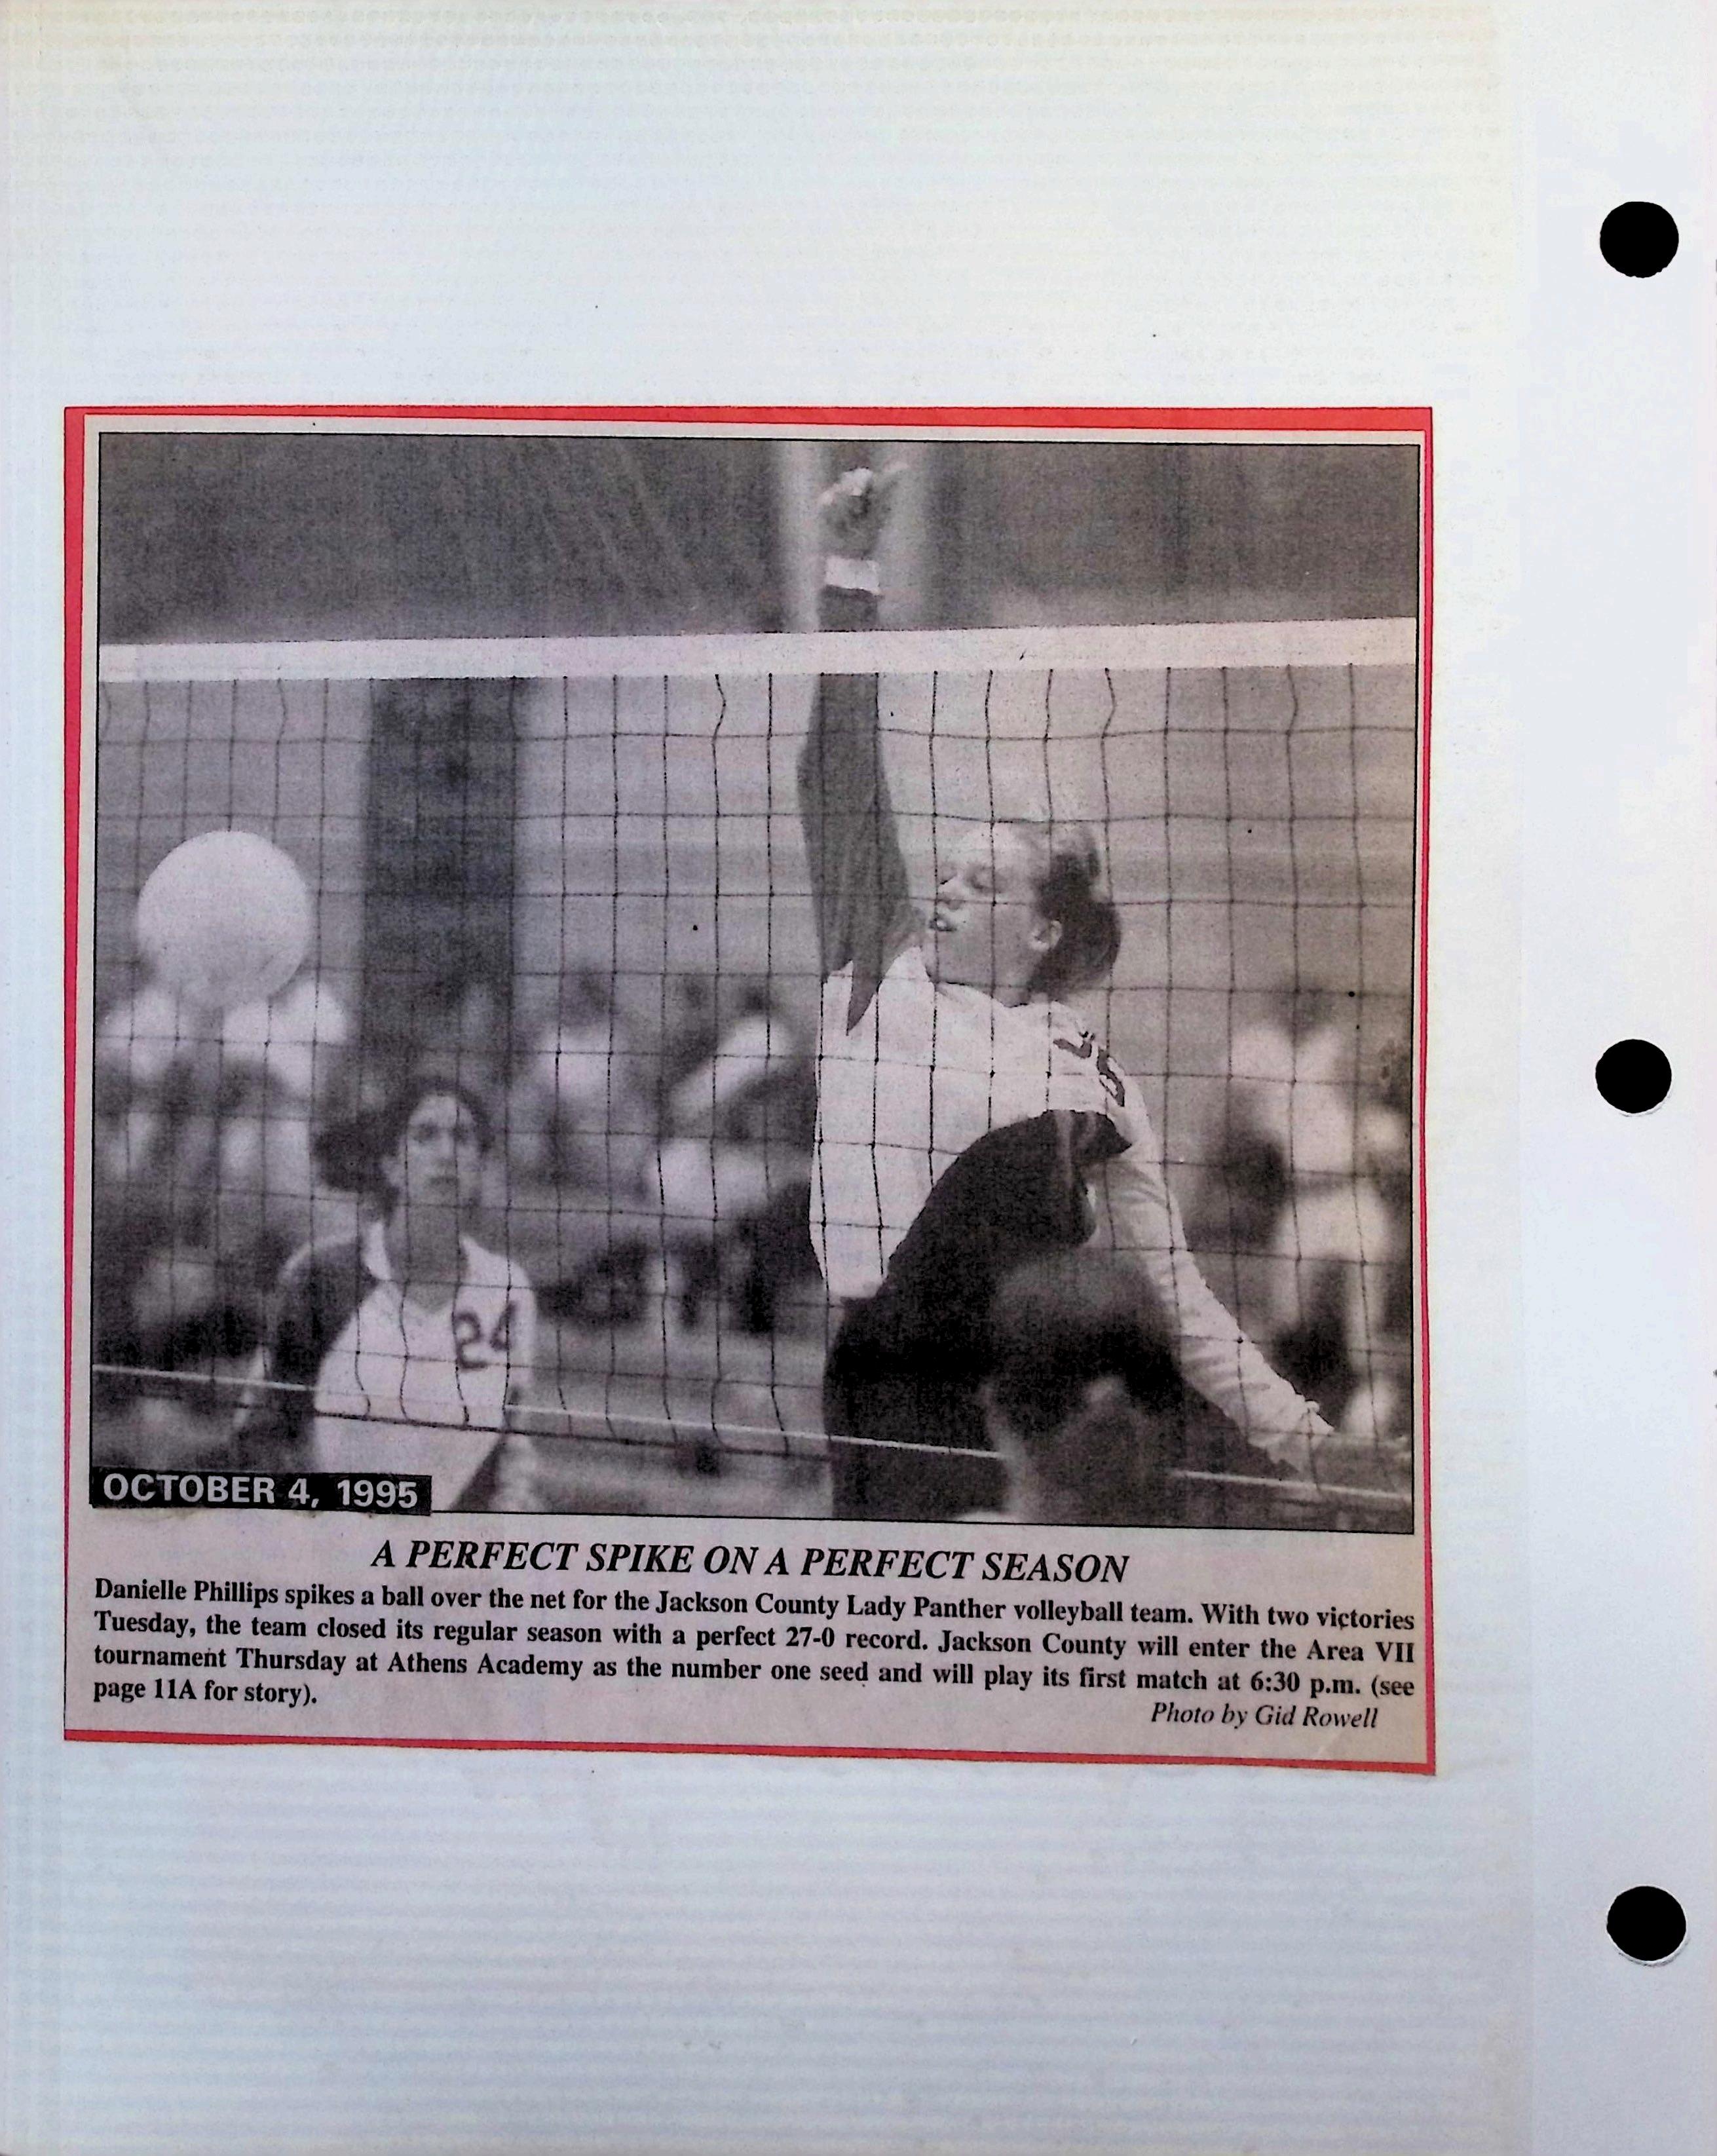 24
OCTOBER 4, 1995
A PERFECT SPIKE ON A PERFECT SEASON
Danielle Phillips spikes a ball over the net for the Jackson County Lady Panther volleyball team. With two victories
Tuesday, the team closed its regular season with a perfect 27-0 record. Jackson County will enter the Area VII
tournament Thursday at Athens Academy as the number one seed and will play its first match at 6:30 p.m. (see
page 11A for story).
Photo by Gid Rowell